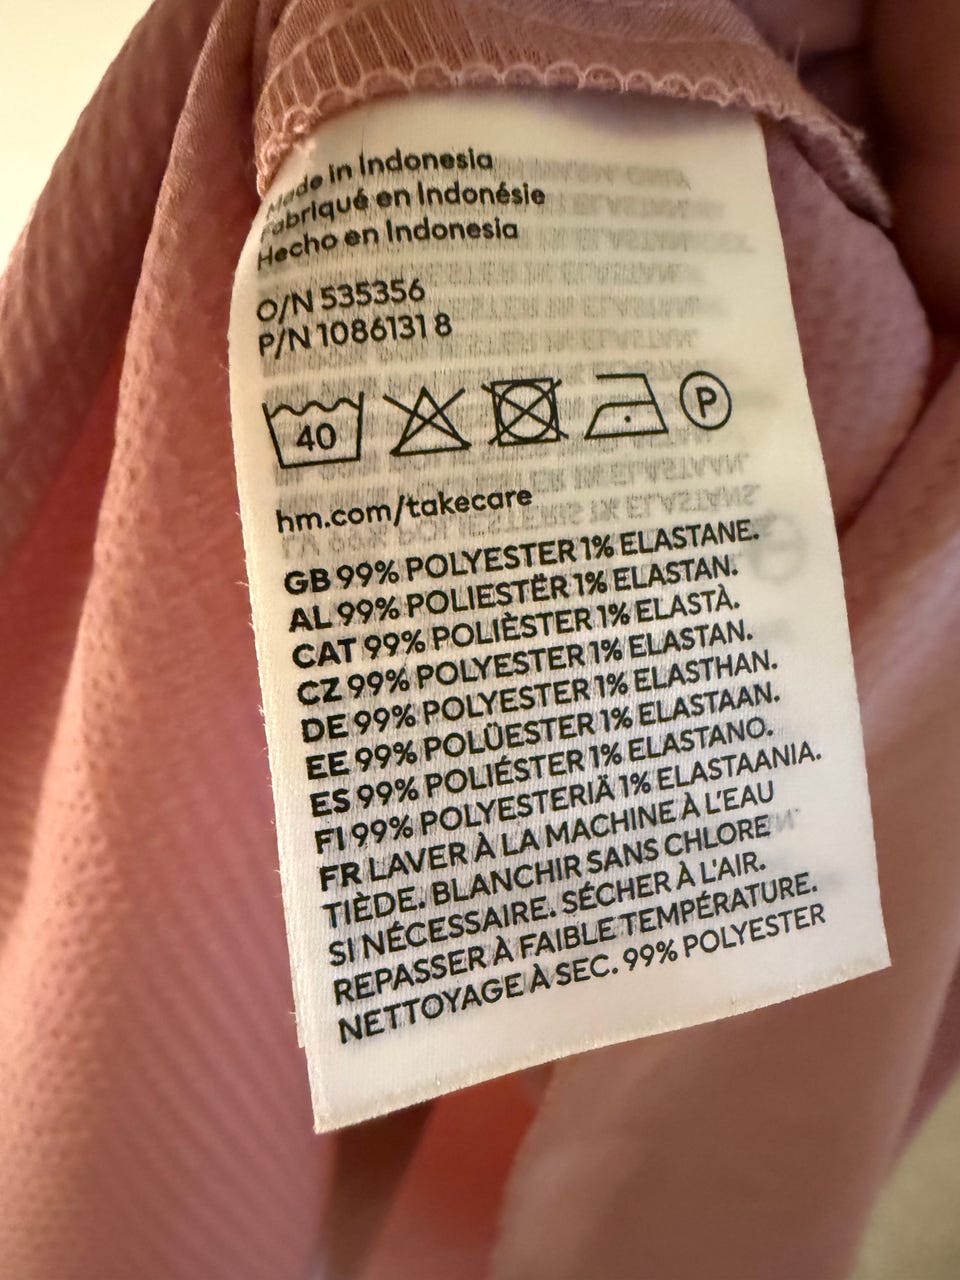 Made in Indonesia
Fabriqué en Indonésie
Hecho en Indonesia
O/N 535356
P/N 1086131 8
40
P
hm.com/takecare
GB 99% POLYESTER 1% ELASTANE.
AL 99% POLIESTËR 1% ELASTAN.
CAT 99% POLIÈSTER 1% ELASTÀ.
CZ 99% POLYESTER 1% ELASTAN.
DE 99% POLYESTER 1% ELASTHAN.
EE 99% POLÜESTER 1% ELASTAAN.
ES 99% POLIÉSTER 1% ELASTANO.
FI 99% POLYESTERIÄ 1% ELASTAANIA.
FR LAVER À LA MACHINE À L'EAU
TIÈDE. BLANCHIR SANS CHLORE
SI NÉCESSAIRE. SÉCHER À L'AIR.
REPASSER À FAIBLE TEMPÉRATURE.
NETTOYAGE À SEC. 99% POLYESTER